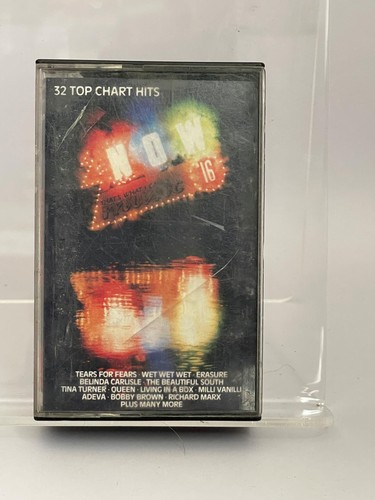 32 TOP CHART HITS
NOW
MUSIC
'16
TEARS FOR FEARS · WET WET WET · ERASURE
BELINDA CARLISLE · THE BEAUTIFUL SOUTH
TINA TURNER · QUEEN · LIVING IN A BOX · MILLI VANILLI
ADEVA · BOBBY BROWN · RICHARD MARX
PLUS MANY MORE